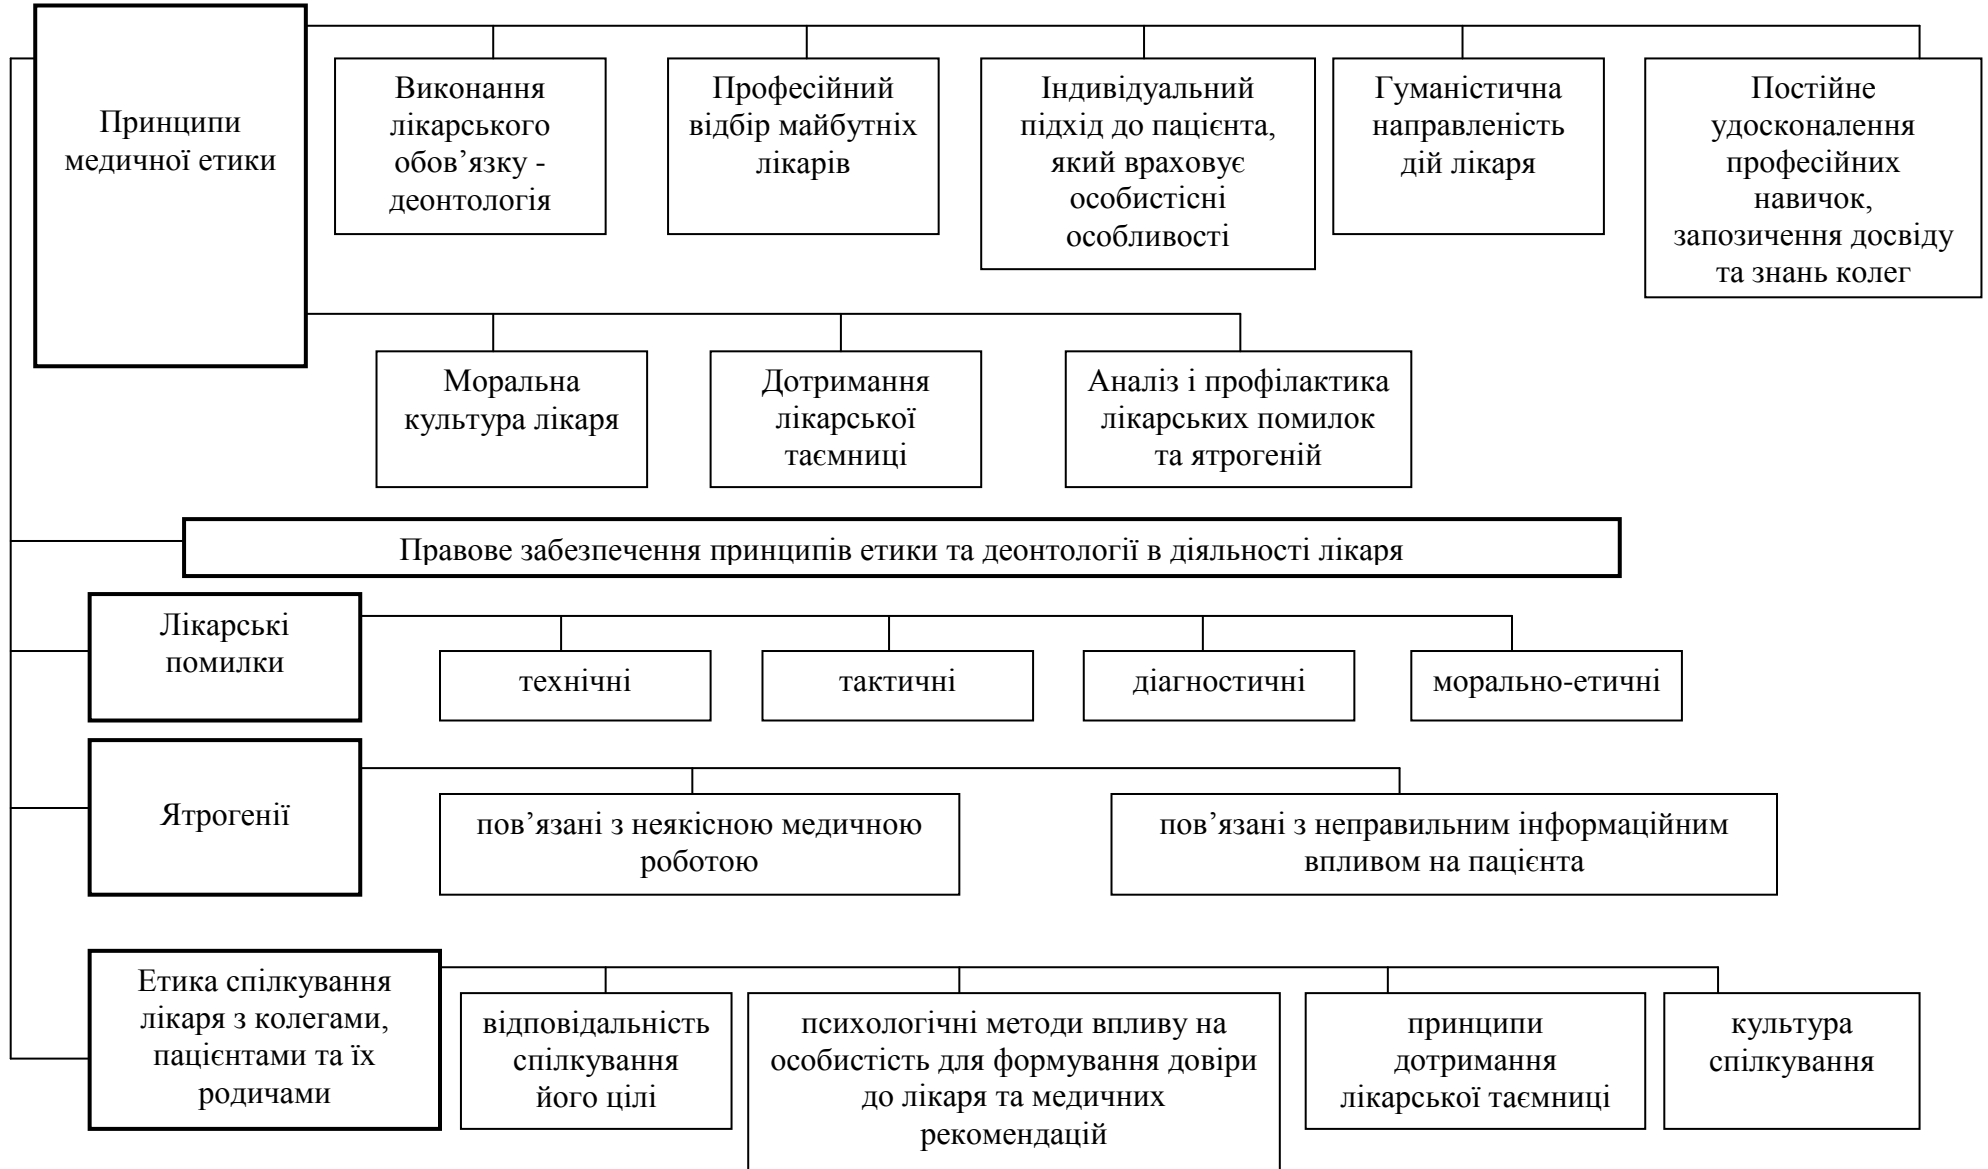 Принципи
медичної етики
Виконання
лікарського
обов’язку -
деонтологія
Професійний
відбір майбутніх
лікарів
Індивідуальний
підхід до пацієнта,
який враховує
особистісні
особливості
Гуманістична
направленість
дій лікаря
Постійне
удосконалення
професійних
навичок,
запозичення досвіду
та знань колег
Моральна
культура лікаря
Дотримання
лікарської
таємниці
Аналіз і профілактика
лікарських помилок
та ятрогеній
Правове забезпечення принципів етики та деонтології в діяльності лікаря
Лікарські
помилки
технічні
тактичні
діагностичні
морально-етичні
Ятрогенії
пов’язані з неякісною медичною
роботою
пов’язані з неправильним інформаційним
впливом на пацієнта
Етика спілкування
лікаря з колегами,
пацієнтами та їх
родичами
відповідальність
спілкування
його цілі
психологічні методи впливу на
особистість для формування довіри
до лікаря та медичних
рекомендацій
принципи
дотримання
лікарської таємниці
культура
спілкування